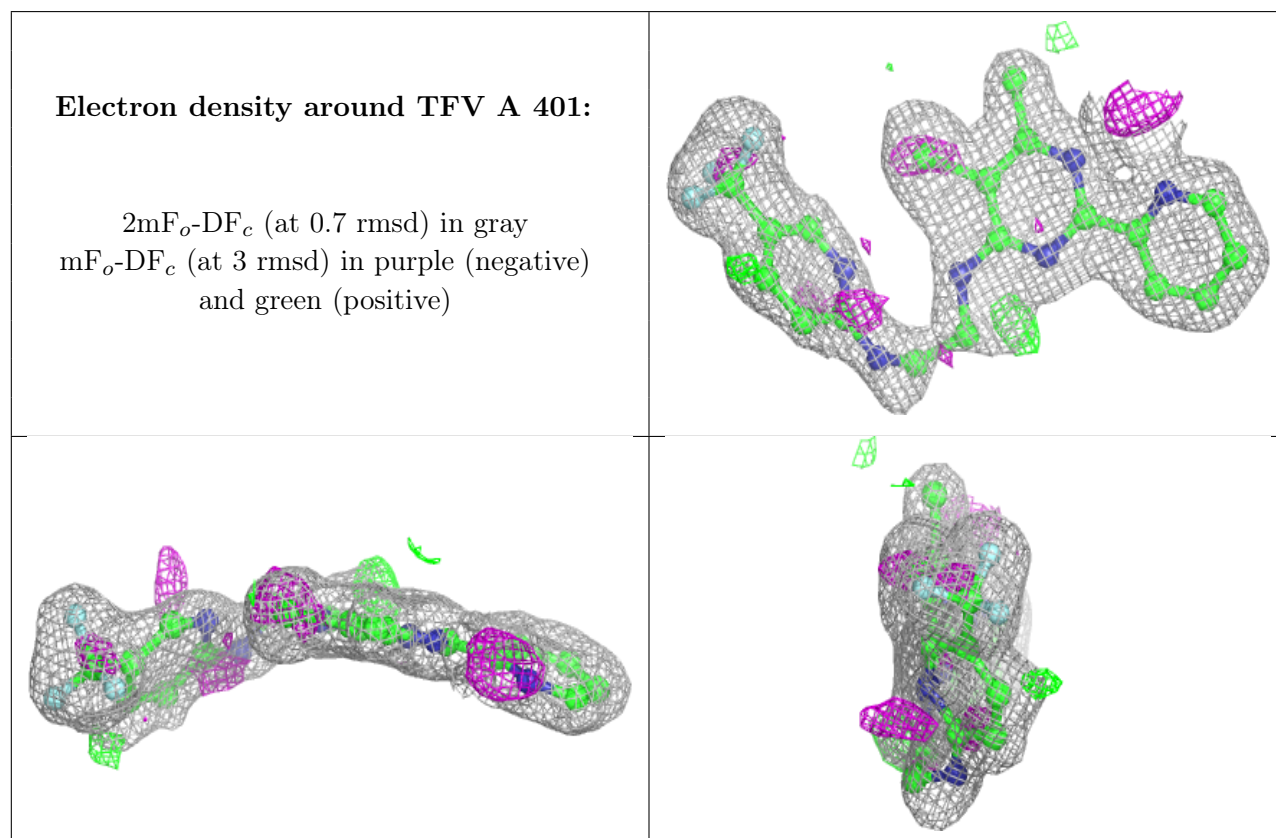 Electron density around TFV A 401:
2mFo-DFc (at 0.7 rmsd) in gray
mFo-DFc (at 3 rmsd) in purple (negative)
and green (positive)